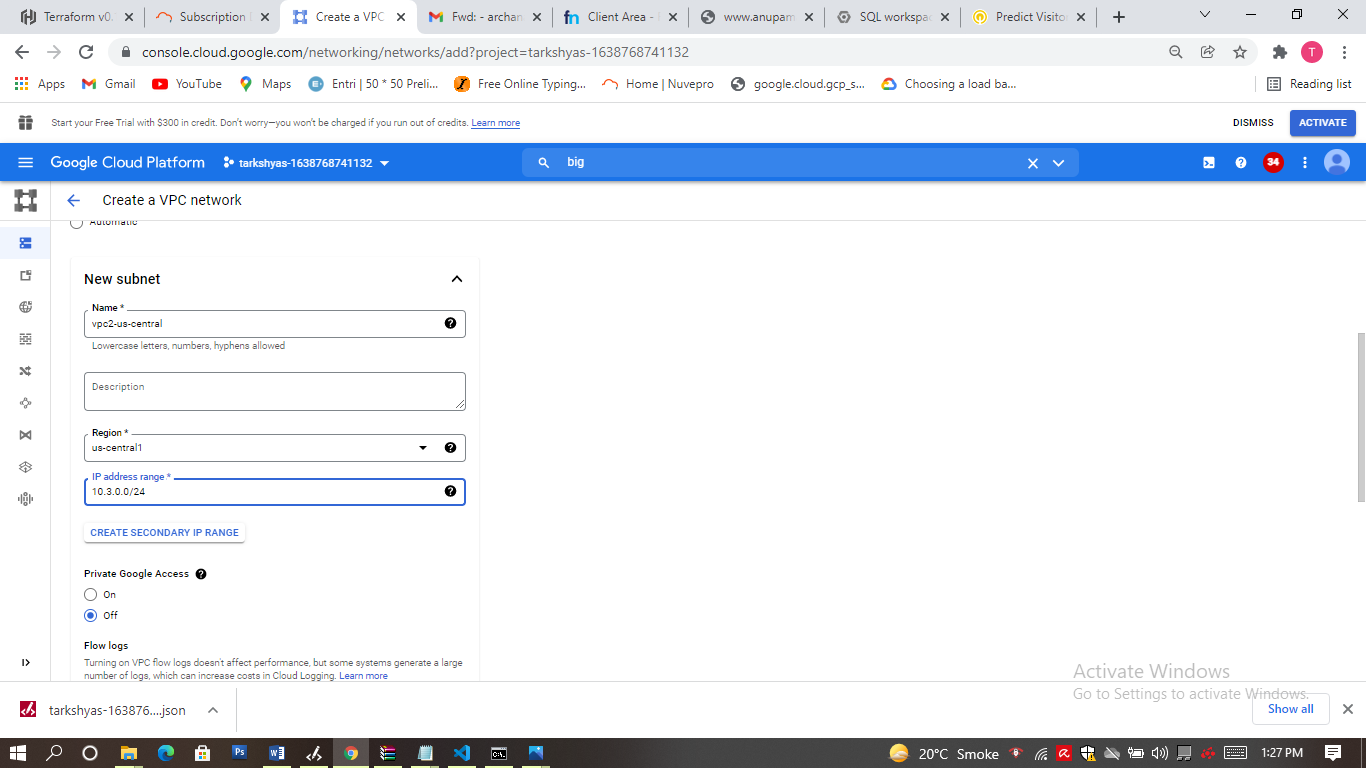 Terraform v0.
Subscription
Create a VPC
Fwd: - archan
Client Area -
www.anupam
SQL workspa
Predict Visito
console.cloud.google.com/networking/networks/add?project=tarkshyas-1638768741132
T
Apps
Gmail
YouTube
Maps
Entri | 50 * 50 Preli...
Free Online Typing...
Home | Nuvepro
google.cloud.gcp_s...
Choosing a load ba...
Reading list
Start your Free Trial with $300 in credit. Don't worry—you won't be charged if you run out of credits. Learn more
DISMISS
ACTIVATE
Google Cloud Platform
tarkshyas-1638768741132
big
34
Create a VPC network
Automatic
New subnet
Name *
vpc2-us-central
Lowercase letters, numbers, hyphens allowed
Description
Region *
us-central1
IP address range *
10.3.0.0/24
CREATE SECONDARY IP RANGE
Private Google Access
On
Off
Flow logs
Turning on VPC flow logs doesn't affect performance, but some systems generate a large
number of logs, which can increase costs in Cloud Logging. Learn more
Activate Windows
Go to Settings to activate Windows.
tarkshyas-163876....json
Show all
20°C Smoke
1:27 PM